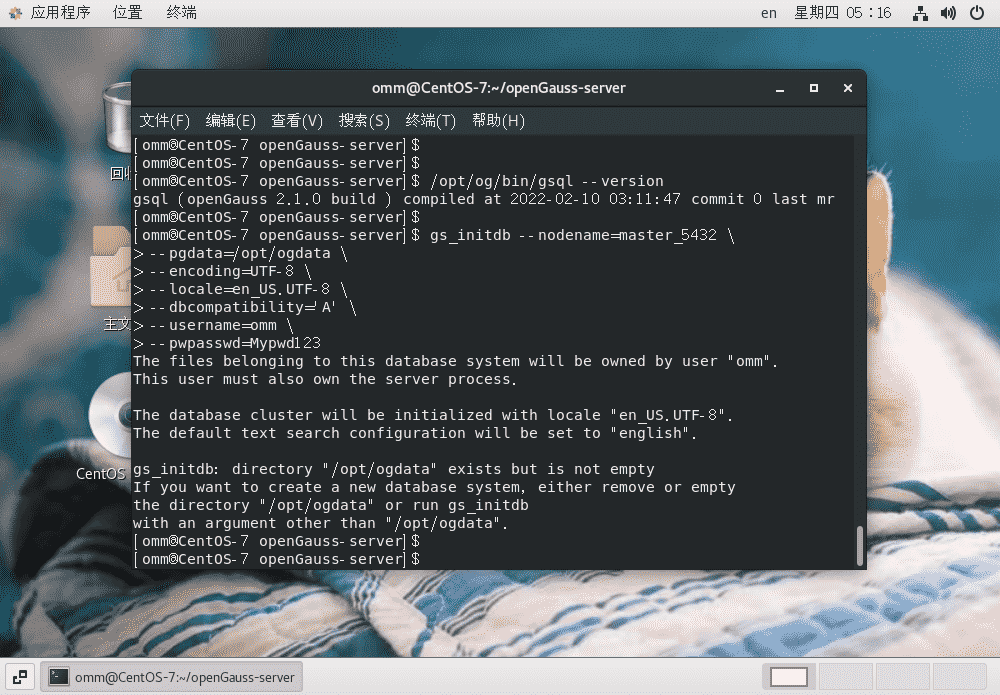 应用程序 位置 终端 en 星期四 05：16
omm@CentOS-7:~/openGauss-server
文件(F) 编辑(E) 查看(V) 搜索(S) 终端(T) 帮助(H)
[omm@CentOS-7 openGauss-server]$
[omm@CentOS-7 openGauss-server]$
[omm@CentOS-7 openGauss-server]$ /opt/og/bin/gsql --version
gsql (openGauss 2.1.0 build ) compiled at 2022-02-10 03:11:47 commit 0 last mr
[omm@CentOS-7 openGauss-server]$
[omm@CentOS-7 openGauss-server]$ gs_initdb --nodename=master_5432 \
> --pgdata=/opt/ogdata \
> --encoding=UTF-8 \
> --locale=en_US.UTF-8 \
> --dbcompatibility='A' \
> --username=omm \
> --pwpasswd=Mypwd123
The files belonging to this database system will be owned by user "omm".
This user must also own the server process.
The database cluster will be initialized with locale "en_US.UTF-8".
The default text search configuration will be set to "english".
gs_initdb: directory "/opt/ogdata" exists but is not empty
If you want to create a new database system, either remove or empty
the directory "/opt/ogdata" or run gs_initdb
with an argument other than "/opt/ogdata".
[omm@CentOS-7 openGauss-server]$
[omm@CentOS-7 openGauss-server]$
回收
主文
CentOS
omm@CentOS-7:~/openGauss-server